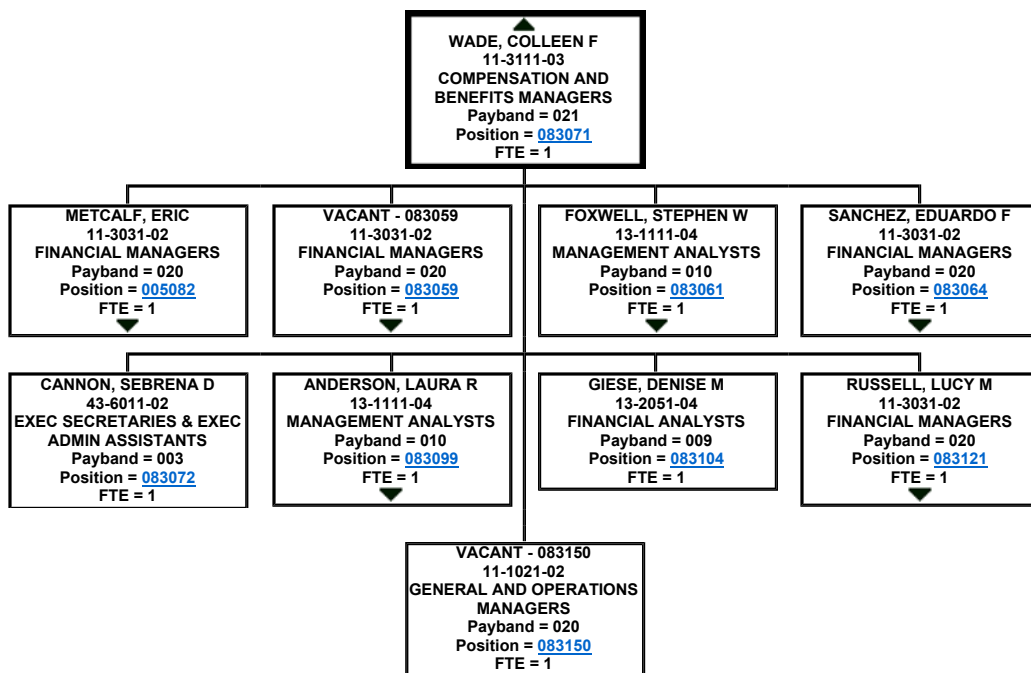 WADE, COLLEEN F
11-3111-03
COMPENSATION AND
BENEFITS MANAGERS
Payband = 021
Position = 083071
FTE = 1
METCALF, ERIC
11-3031-02
FINANCIAL MANAGERS
Payband = 020
Position = 005082
FTE = 1
VACANT - 083059
11-3031-02
FINANCIAL MANAGERS
Payband = 020
Position = 083059
FTE = 1
FOXWELL, STEPHEN W
13-1111-04
MANAGEMENT ANALYSTS
Payband = 010
Position = 083061
FTE = 1
SANCHEZ, EDUARDO F
11-3031-02
FINANCIAL MANAGERS
Payband = 020
Position = 083064
FTE = 1
CANNON, SEBRENA D
43-6011-02
EXEC SECRETARIES & EXEC
ADMIN ASSISTANTS
Payband = 003
Position = 083072
FTE = 1
ANDERSON, LAURA R
13-1111-04
MANAGEMENT ANALYSTS
Payband = 010
Position = 083099
FTE = 1
GIESE, DENISE M
13-2051-04
FINANCIAL ANALYSTS
Payband = 009
Position = 083104
FTE = 1
RUSSELL, LUCY M
11-3031-02
FINANCIAL MANAGERS
Payband = 020
Position = 083121
FTE = 1
VACANT - 083150
11-1021-02
GENERAL AND OPERATIONS
MANAGERS
Payband = 020
Position = 083150
FTE = 1